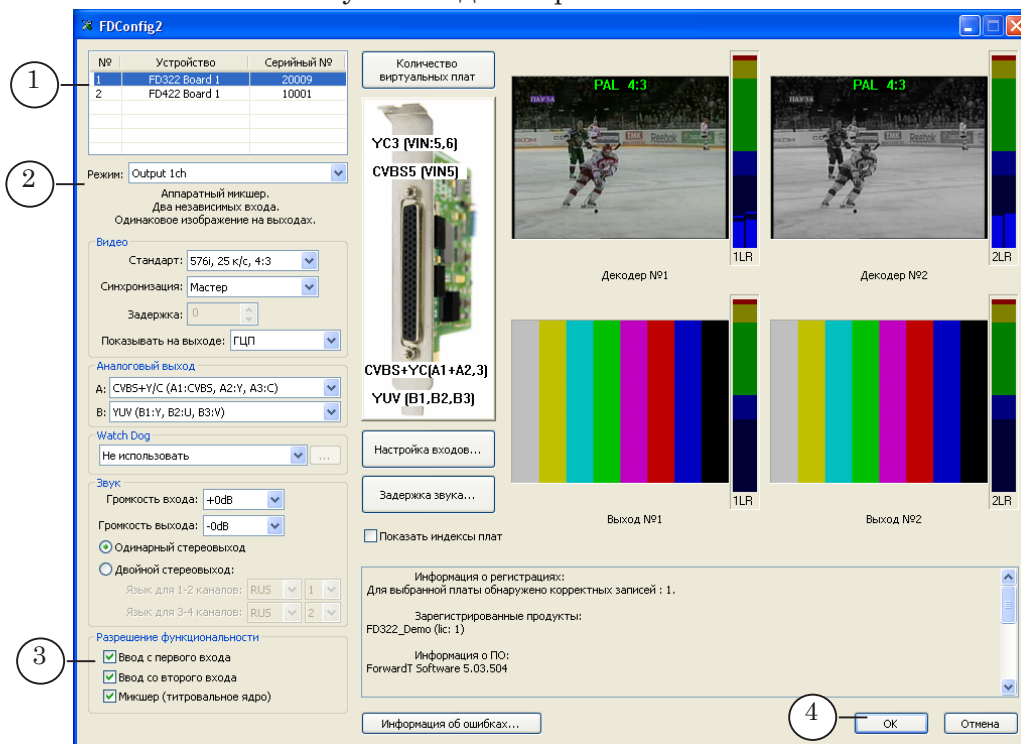 FDConfig2
№ Устройство Серийный №
1 FD322 Board 1 20009
2 FD422 Board 1 10001
1
2
Режим: Output 1ch
Аппаратный микшер.
Два независимых входа.
Одинаковое изображение на выходах.
Видео
Стандарт: 576i, 25 к/с, 4:3
Синхронизация: Мастер
Задержка: 0
Показывать на выходе: ГЦП
Аналоговый выход
A: CVBS+Y/C (A1:CVBS, A2:Y, A3:C)
B: YUV (B1:Y, B2:U, B3:V)
Watch Dog
Не использовать ...
Звук
Громкость входа: +0dB
Громкость выхода: -0dB
Одинарный стереовыход
Двойной стереовыход:
Язык для 1-2 каналов: RUS 1
Язык для 3-4 каналов: RUS 2
Разрешение функциональности
3
Ввод с первого входа
Ввод со второго входа
Микшер (титровальное ядро)
Количество
виртуальных плат
YC3 (VIN:5,6)
CVBS5 (VIN5)
CVBS+YC(A1+A2,3)
YUV (B1,B2,B3)
Настройка входов...
Задержка звука...
Показать индексы плат
PAL 4:3
ПАУЗА
ТМК Reebok
1LR
Декодер №1
PAL 4:3
ПАУЗА
ТМК Reebok
2LR
Декодер №2
1LR
Выход №1
2LR
Выход №2
Информация о регистрациях:
Для выбранной платы обнаружено корректных записей : 1.
Зарегистрированные продукты:
FD322_Demo (lic: 1)
Информация о ПО:
ForwardT Software 5.03.504
Информация об ошибках...
4
OK
Отмена